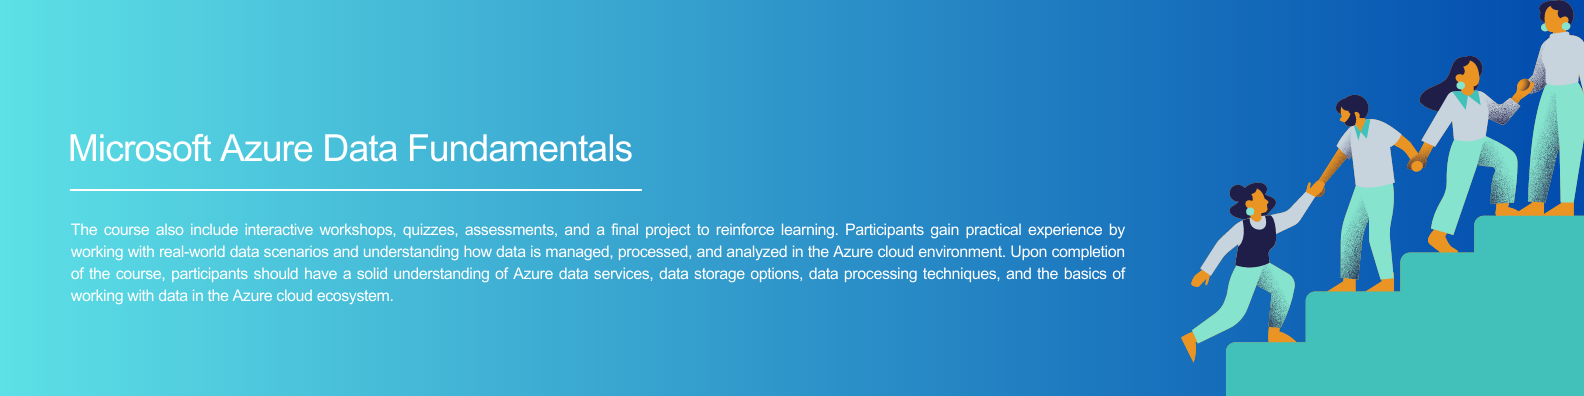 Microsoft Azure Data Fundamentals
The course also include interactive workshops, quizzes, assessments, and a final project to reinforce learning. Participants gain practical experience by
working with real-world data scenarios and understanding how data is managed, processed, and analyzed in the Azure cloud environment. Upon completion
of the course, participants should have a solid understanding of Azure data services, data storage options, data processing techniques, and the basics of
working with data in the Azure cloud ecosystem.